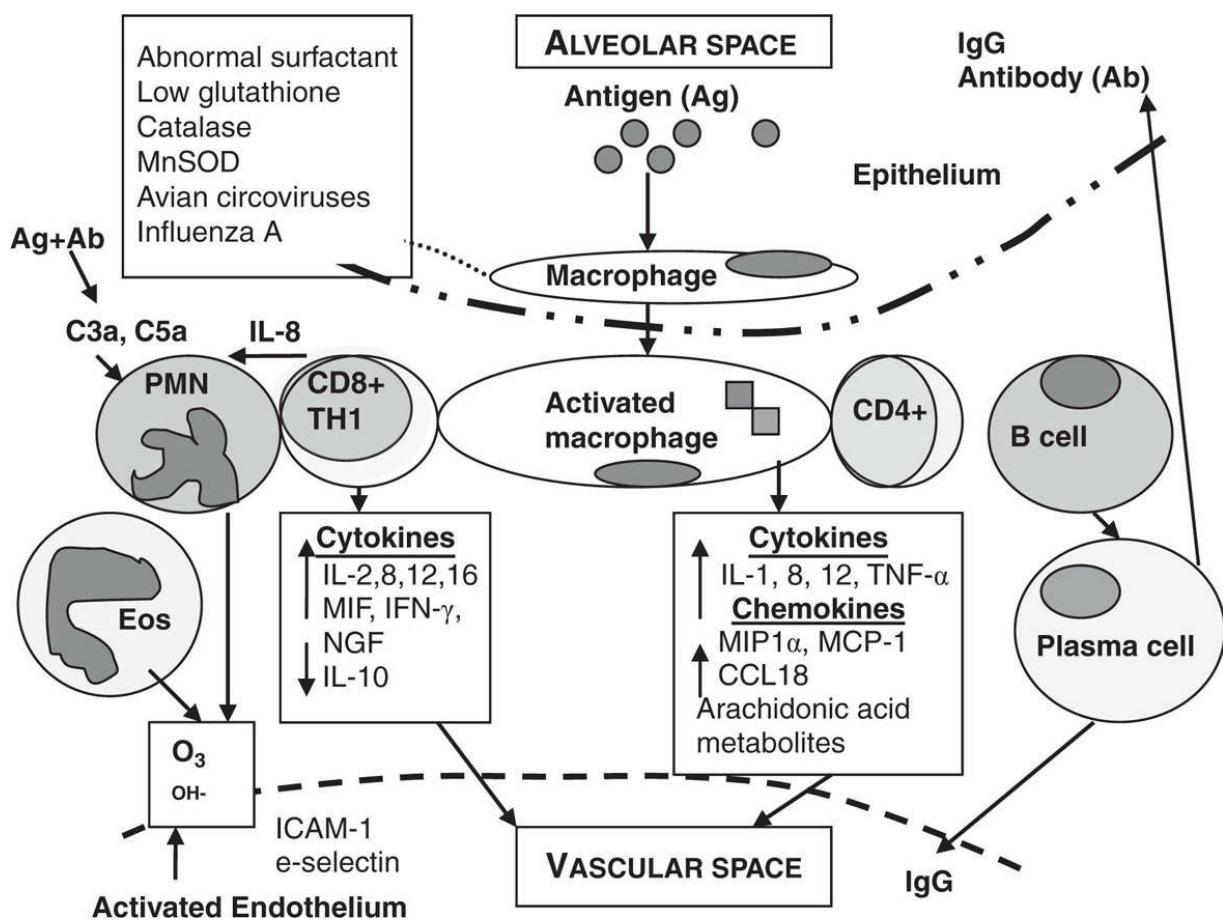 Abnormal surfactant
Low glutathione
Catalase
MnSOD
Avian circoviruses
Influenza A
ALVEOLAR SPACE
Antigen (Ag)
IgG
Antibody (Ab)
Epithelium
Ag+Ab
Macrophage
C3a, C5a
IL-8
PMN
CD8+
TH1
Activated
macrophage
CD4+
B cell
Eos
Cytokines
IL-2,8,12,16
MIF, IFN-γ,
NGF
IL-10
Cytokines
IL-1, 8, 12, TNF-α
Chemokines
MIP1α, MCP-1
CCL18
Arachidonic acid
metabolites
Plasma cell
O3
OH-
ICAM-1
e-selectin
VASCULAR SPACE
IgG
Activated Endothelium